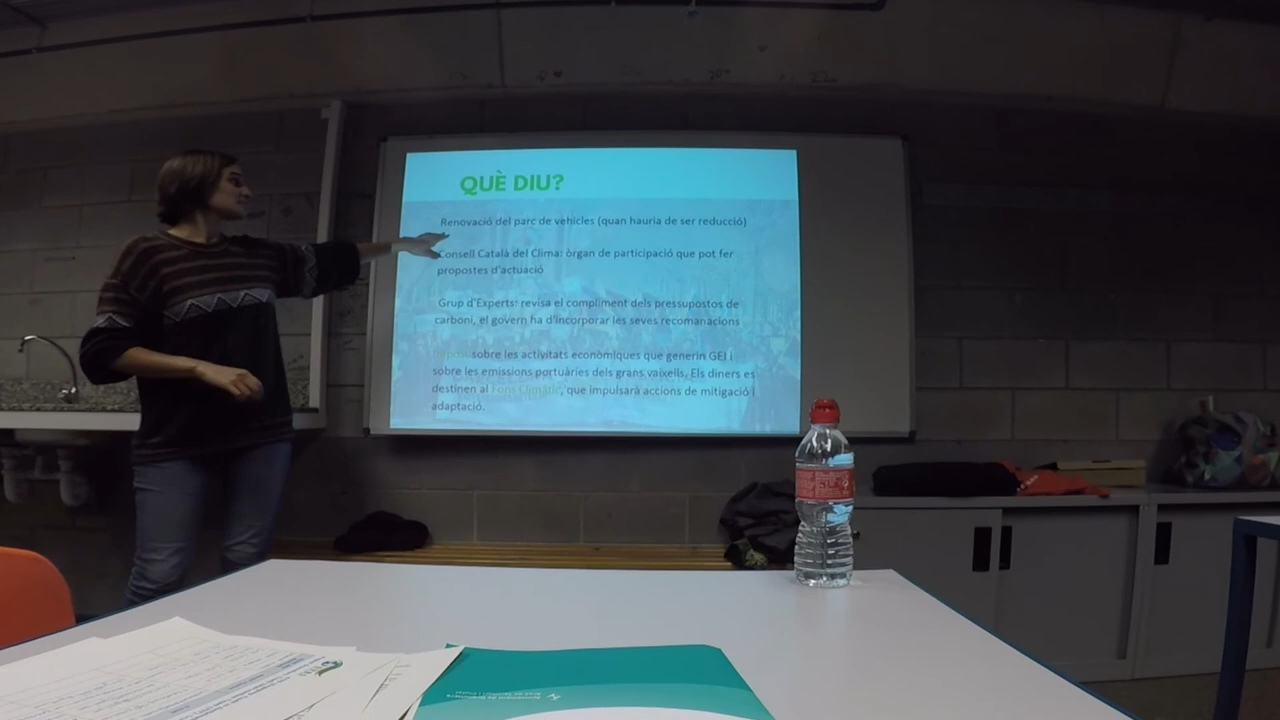 QUÈ DIU?
Renovació del parc de vehicles (quan hauria de ser reducció)
Consell Català del Clima: òrgan de participació que pot fer
propostes d'actuació
Grup d'Experts: revisa el compliment dels pressupostos de
carboni, el govern ha d'incorporar les seves recomanacions
sobre les activitats econòmiques que generin GEI i
sobre les emissions portuàries dels grans vaixells. Els diners es
destinen al Fons Climàtic, que impulsarà accions de mitigació i
adaptació.